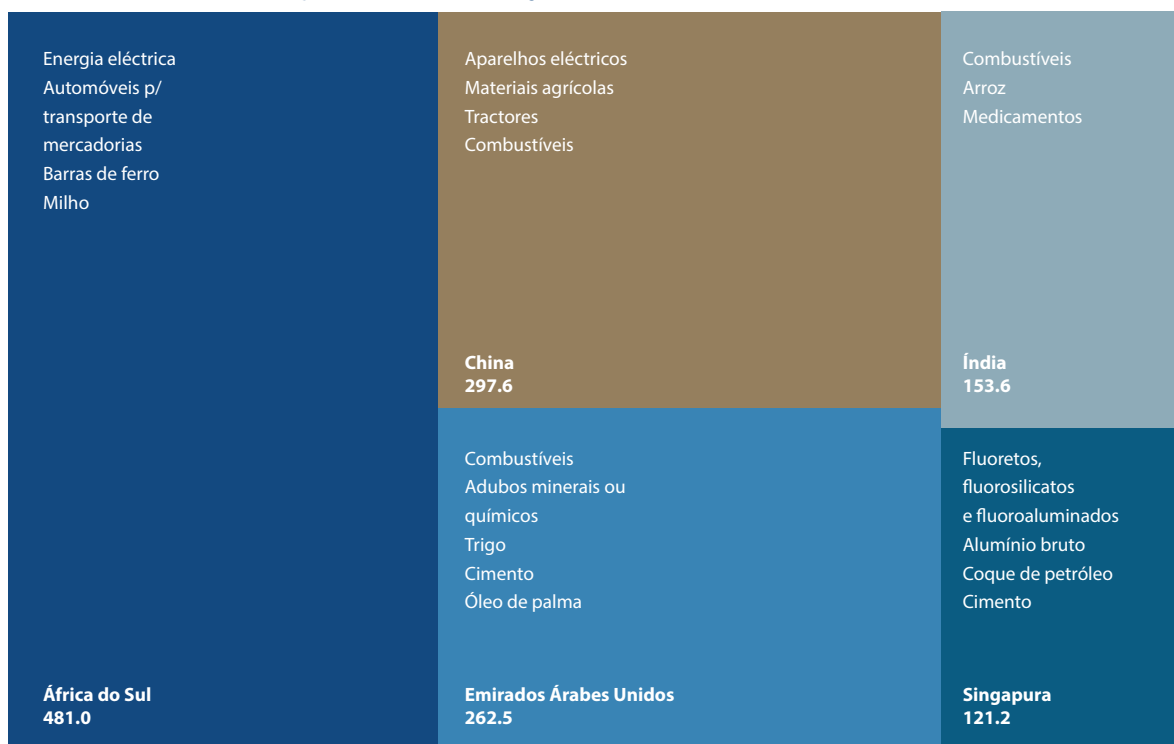 Energia eléctrica
Automóveis p/
transporte de
mercadorias
Barras de ferro
Milho
África do Sul
481.0
Aparelhos eléctricos
Materiais agrícolas
Tractores
Combustíveis
China
297.6
Combustíveis
Arroz
Medicamentos
Índia
153.6
Combustíveis
Adubos minerais ou
químicos
Trigo
Cimento
Óleo de palma
Emirados Árabes Unidos
262.5
Fluoretos,
fluorosilicatos
e fluoroaluminados
Alumínio bruto
Coque de petróleo
Cimento
Singapura
121.2